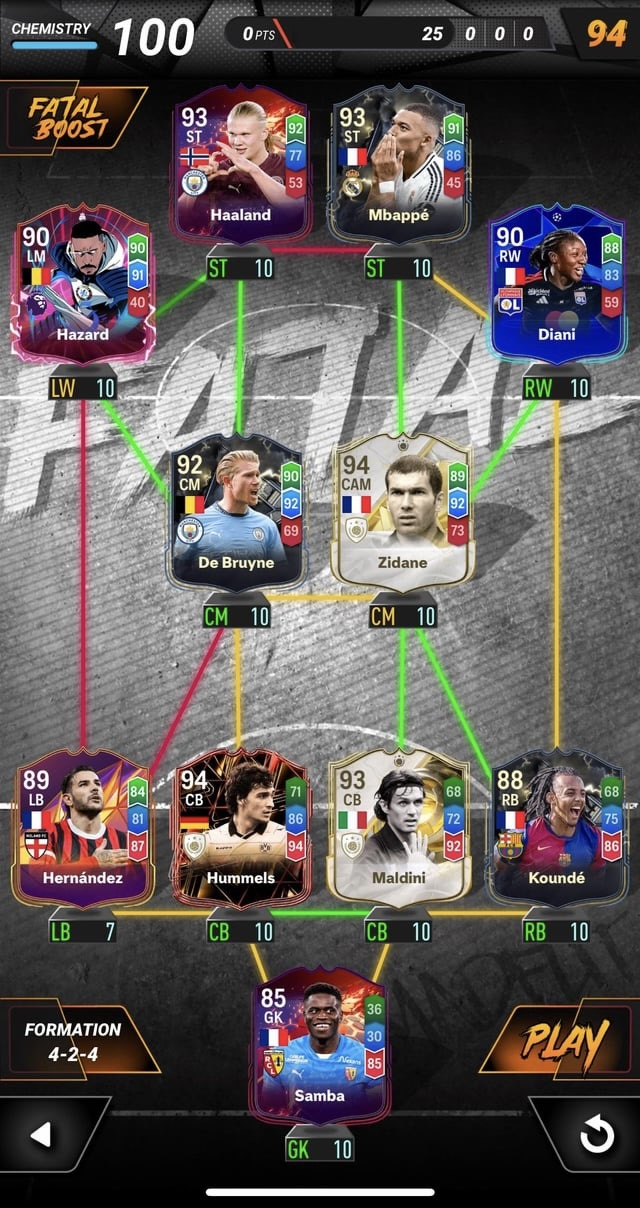 CHEMISTRY 100
0 PTS 25 0 0 0
94
FATAL
BOOST
93
ST
92
77
53
Haaland
ST 10
93
ST
91
86
45
Mbappé
ST 10
90
LM
90
91
40
Hazard
LW 10
90
RW
88
83
59
OL
Diani
RW 10
FATAL
92
CM
90
92
69
De Bruyne
CM 10
94
CAM
89
92
73
Zidane
CM 10
89
LB
84
81
87
MILANO FC
Hernández
LB 7
94
CB
71
86
94
Hummels
CB 10
93
CB
68
72
92
Maldini
CB 10
88
RB
68
75
86
Koundé
RB 10
85
GK
36
30
85
Samba
GK 10
FORMATION
4-2-4
PLAY